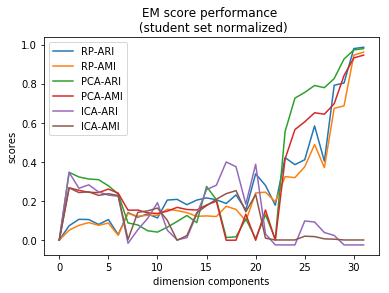 EM score performance
(student set normalized)
scores
1.0
0.8
0.6
0.4
0.2
0.0
RP-ARI
RP-AMI
PCA-ARI
PCA-AMI
ICA-ARI
ICA-AMI
0 5 10 15 20 25 30
dimension components